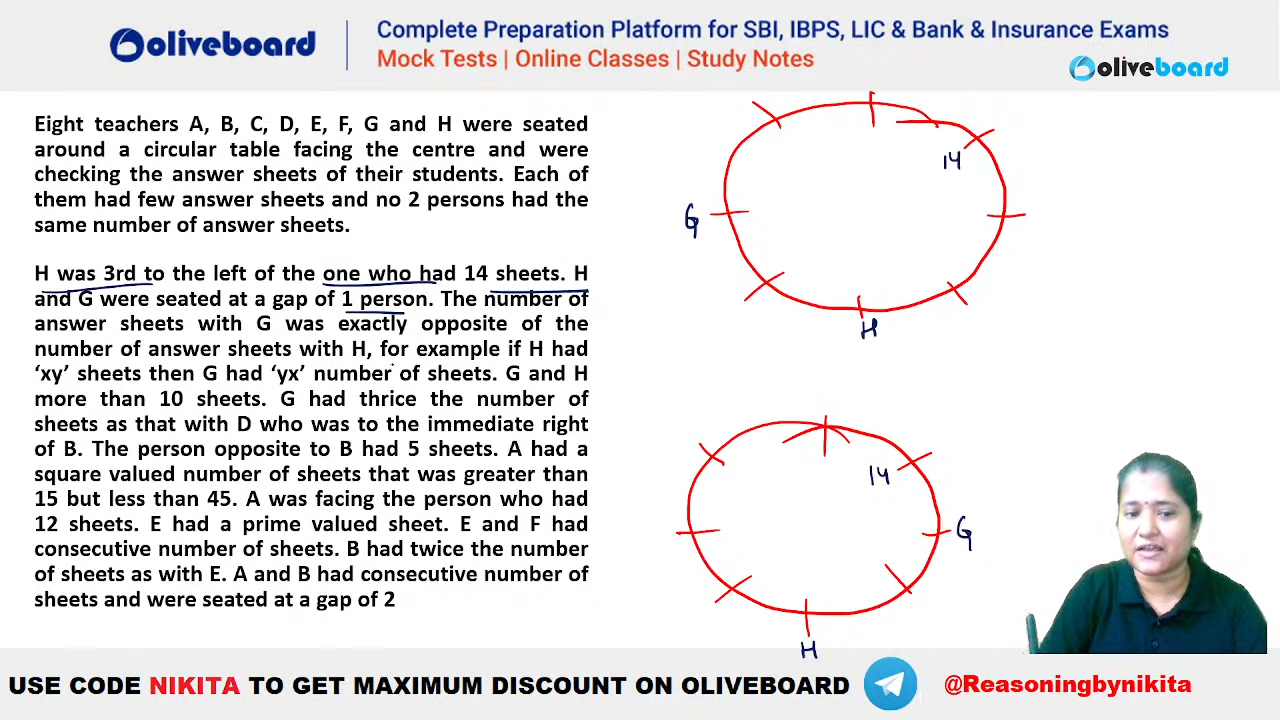 oliveboard
Complete Preparation Platform for SBI, IBPS, LIC & Bank & Insurance Exams
Mock Tests | Online Classes | Study Notes
oliveboard
Eight teachers A, B, C, D, E, F, G and H were seated
around a circular table facing the centre and were
checking the answer sheets of their students. Each of
them had few answer sheets and no 2 persons had the
same number of answer sheets.
H was 3rd to the left of the one who had 14 sheets. H
and G were seated at a gap of 1 person. The number of
answer sheets with G was exactly opposite of the
number of answer sheets with H, for example if H had
‘xy’ sheets then G had ‘yx’ number of sheets. G and H
more than 10 sheets. G had thrice the number of
sheets as that with D who was to the immediate right
of B. The person opposite to B had 5 sheets. A had a
square valued number of sheets that was greater than
15 but less than 45. A was facing the person who had
12 sheets. E had a prime valued sheet. E and F had
consecutive number of sheets. B had twice the number
of sheets as with E. A and B had consecutive number of
sheets and were seated at a gap of 2
14
G
H
14
G
H
USE CODE NIKITA TO GET MAXIMUM DISCOUNT ON OLIVEBOARD
@Reasoningbynikita